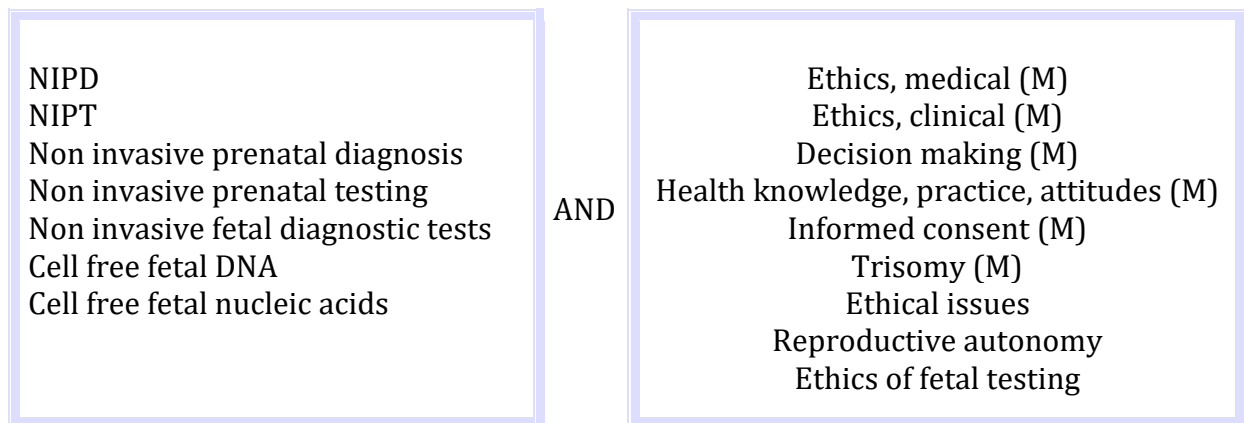 NIPD
NIPT
Non invasive prenatal diagnosis
Non invasive prenatal testing
Non invasive fetal diagnostic tests
Cell free fetal DNA
Cell free fetal nucleic acids
AND
Ethics, medical (M)
Ethics, clinical (M)
Decision making (M)
Health knowledge, practice, attitudes (M)
Informed consent (M)
Trisomy (M)
Ethical issues
Reproductive autonomy
Ethics of fetal testing